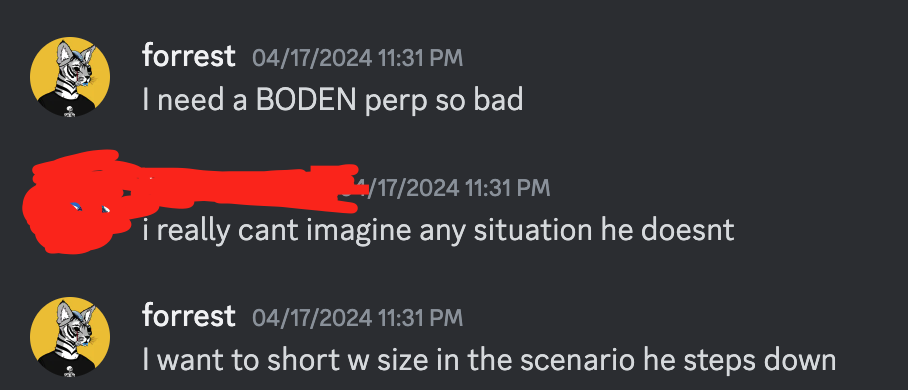 forrest 04/17/2024 11:31 PM
I need a BODEN perp so bad
/17/2024 11:31 PM
i really cant imagine any situation he doesnt
forrest 04/17/2024 11:31 PM
I want to short w size in the scenario he steps down